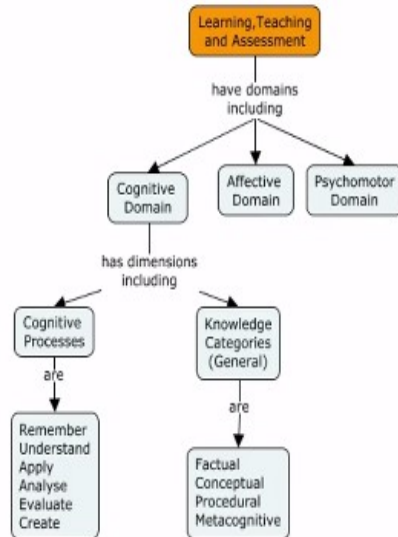 Learning,Teaching
and Assessment
have domains
including
Cognitive
Domain
Affective
Domain
Psychomotor
Domain
has dimensions
including
Cognitive
Processes
Knowledge
Categories
(General)
are
are
Remember
Understand
Apply
Analyse
Evaluate
Create
Factual
Conceptual
Procedural
Metacognitive